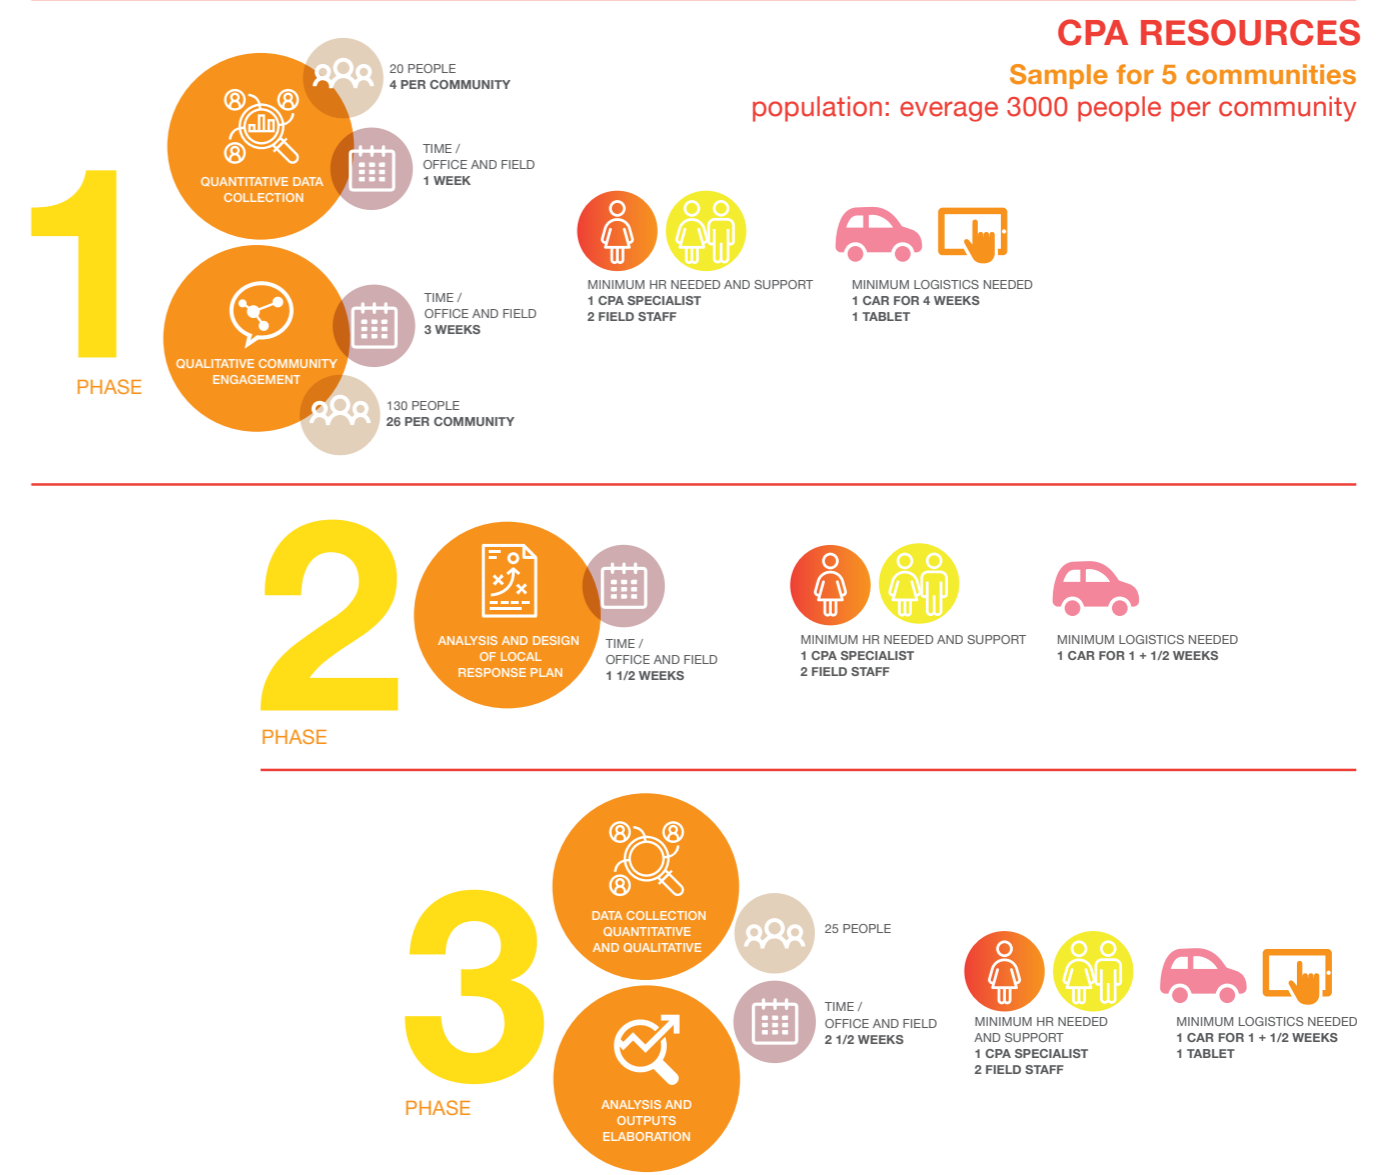 CPA RESOURCES
Sample for 5 communities
population: everage 3000 people per community
1
PHASE
QUANTITATIVE DATA
COLLECTION
20 PEOPLE
4 PER COMMUNITY
TIME /
OFFICE AND FIELD
1 WEEK
QUALITATIVE COMMUNITY
ENGAGEMENT
TIME /
OFFICE AND FIELD
3 WEEKS
130 PEOPLE
26 PER COMMUNITY
MINIMUM HR NEEDED AND SUPPORT
1 CPA SPECIALIST
2 FIELD STAFF
MINIMUM LOGISTICS NEEDED
1 CAR FOR 4 WEEKS
1 TABLET
2
PHASE
ANALYSIS AND DESIGN
OF LOCAL
RESPONSE PLAN
TIME /
OFFICE AND FIELD
1 1/2 WEEKS
MINIMUM HR NEEDED AND SUPPORT
1 CPA SPECIALIST
2 FIELD STAFF
MINIMUM LOGISTICS NEEDED
1 CAR FOR 1 + 1/2 WEEKS
3
PHASE
DATA COLLECTION
QUANTITATIVE
AND QUALITATIVE
25 PEOPLE
ANALYSIS AND
OUTPUTS
ELABORATION
TIME /
OFFICE AND FIELD
2 1/2 WEEKS
MINIMUM HR NEEDED
AND SUPPORT
1 CPA SPECIALIST
2 FIELD STAFF
MINIMUM LOGISTICS NEEDED
1 CAR FOR 1 + 1/2 WEEKS
1 TABLET